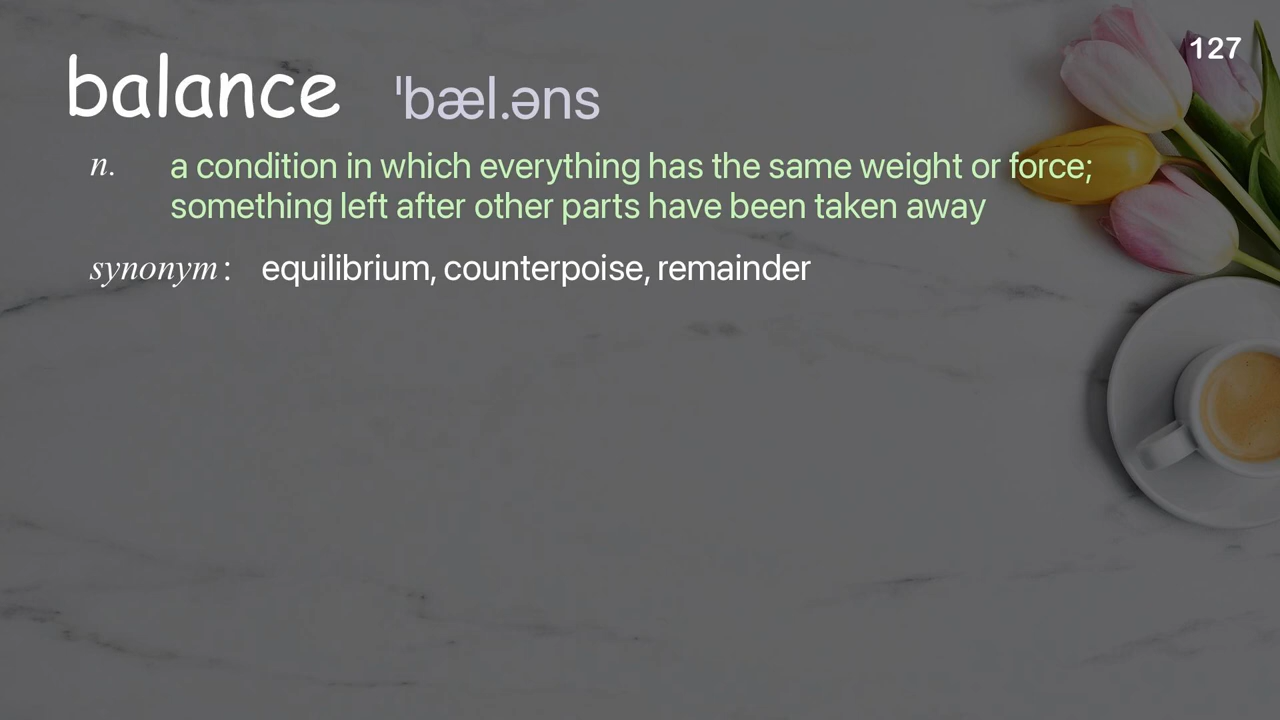 127
balance ˈbæl.əns
n. a condition in which everything has the same weight or force;
something left after other parts have been taken away
synonym: equilibrium, counterpoise, remainder